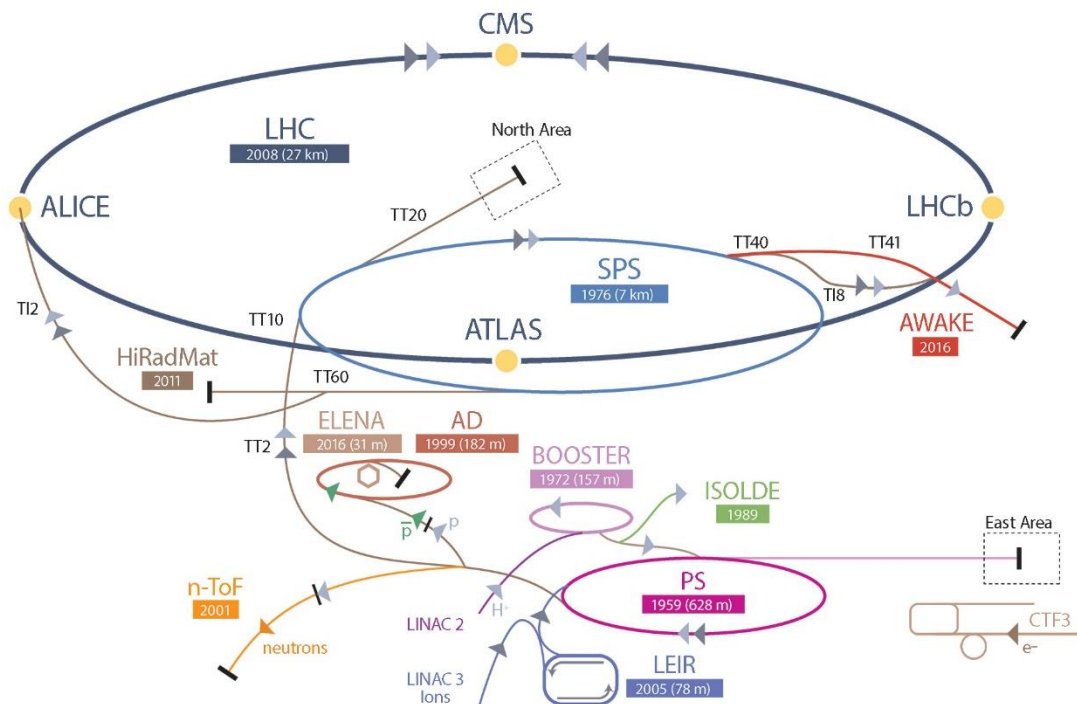 CMS
LHC
2008 (27 km)
North Area
ALICE
TT20
LHCb
TT40
TT41
SPS
1976 (7 km)
TI8
TI2
TT10
ATLAS
AWAKE
2016
HiRadMat
2011
TT60
ELENA
2016 (31 m)
AD
1999 (182 m)
TT2
BOOSTER
1972 (157 m)
ISOLDE
1989
p̅
p
East Area
n-ToF
2001
PS
1959 (628 m)
H⁺
LINAC 2
neutrons
CTF3
e-
LINAC 3
Ions
LEIR
2005 (78 m)